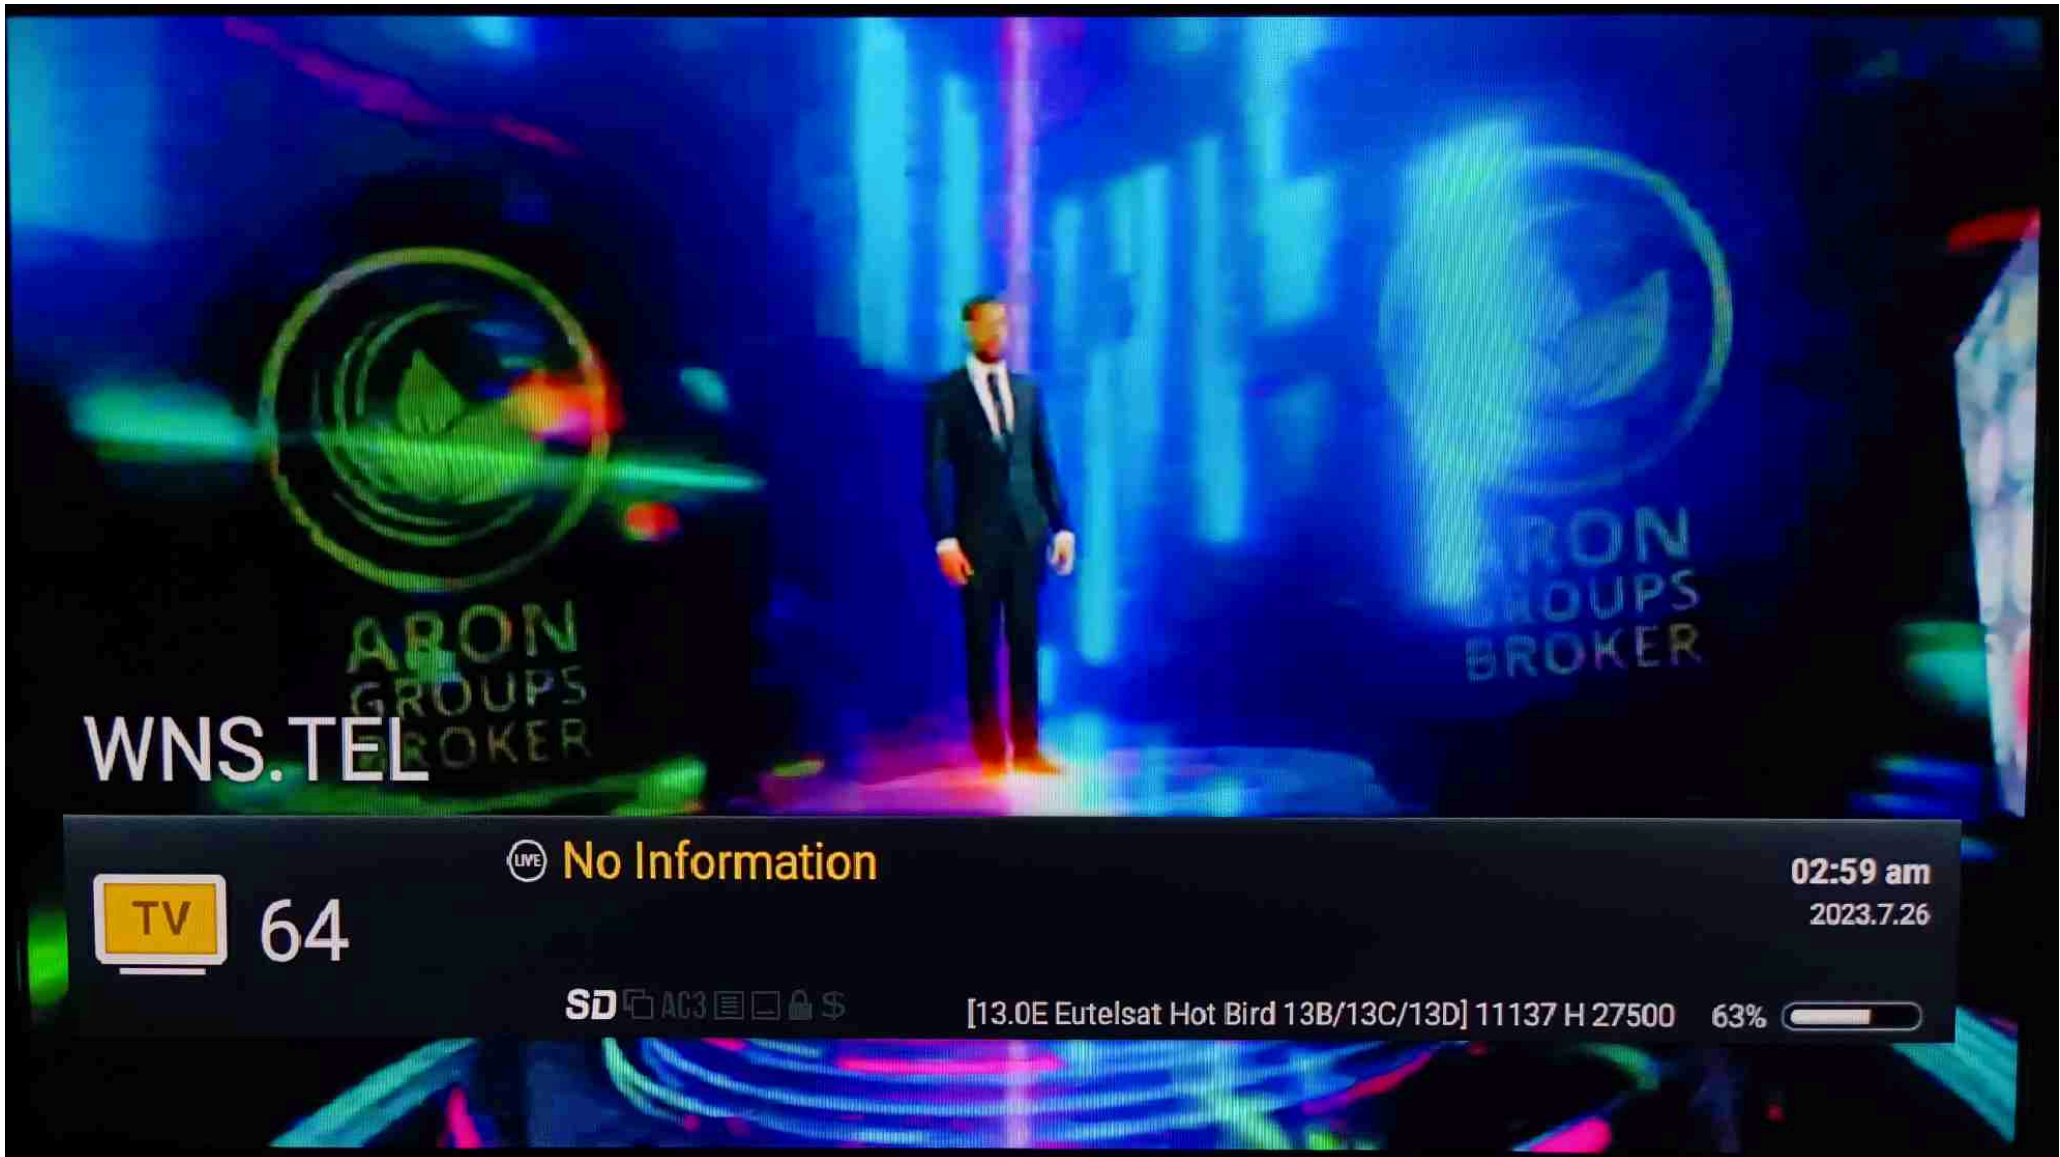 ARON
GROUPS
BROKER
RON
ROUPS
BROKER
WNS.TEL
LIVE No Information
02:59 am
2023.7.26
TV 64
SD AC3 $
[13.0E Eutelsat Hot Bird 13B/13C/13D] 11137 H 27500 63%